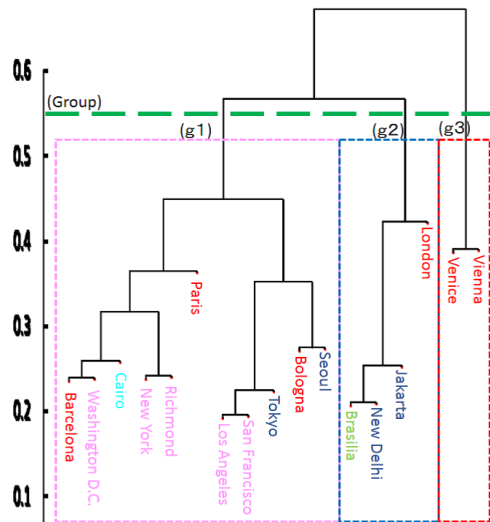 0.6
(Group)
(g1)
(g2)
(g3)
0.5
0.4
London
Venice
Vienna
Paris
0.3
Barcelona
Washington D.C.
Cairo
New York
Richmond
Los Angeles
San Francisco
Tokyo
Bologna
Seoul
Brasilia
New Delhi
Jakarta
0.2
0.1